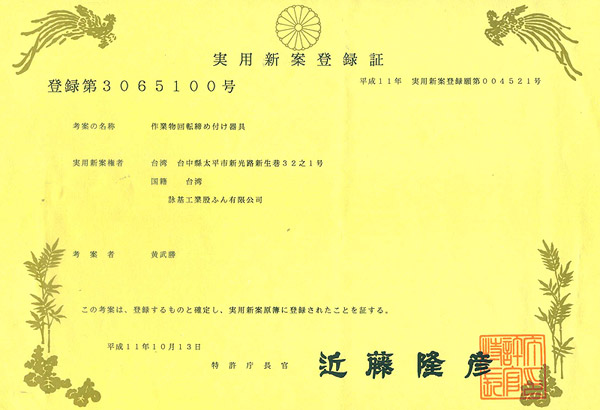 実用新案登録証
登録第3065100号
平成11年 実用新案登録願第004521号
考案の名称 作業物回転締め付け器具
実用新案権者 台湾 台中縣太平市新光路新生巷32之1号
国籍 台湾
詠基工業股ふん有限公司
考案者 黄武勝
この考案は、登録するものと確定し、実用新案原簿に登録されたことを証する。
平成11年10月13日
特許庁長官 近藤隆彦